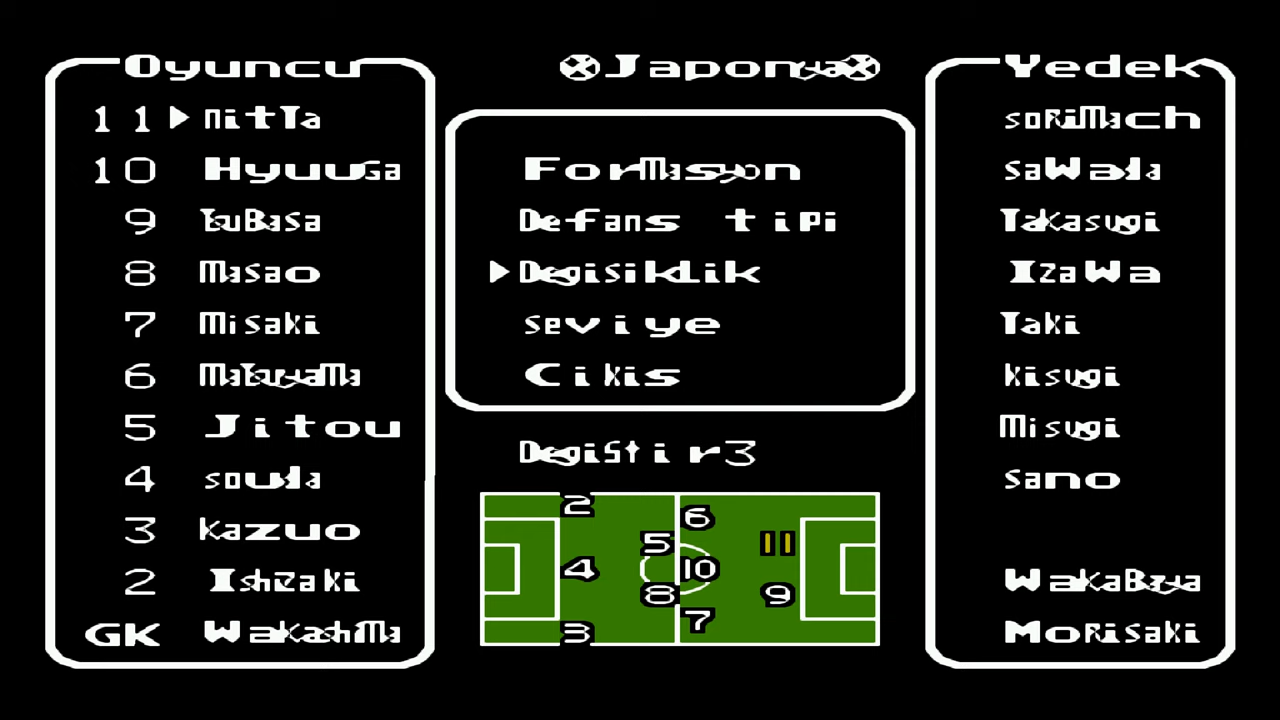 Oyuncu
11 Nitta
10 Hyuuga
9 Tsubasa
8 Masao
7 Misaki
6 Matsuyama
5 Jitou
4 Souda
3 Kazuo
2 Ishizaki
GK Wakashima
Japonya
Formasyon
Defans tipi
Degisiklik
Seviye
Cikis
Degistir3
2
6
5
11
4
10
8
9
7
3
Yedek
Sorimach
Sawada
Takasugi
Izawa
Taki
Kisugi
Misugi
Sano
Wakabaya
Morisaki